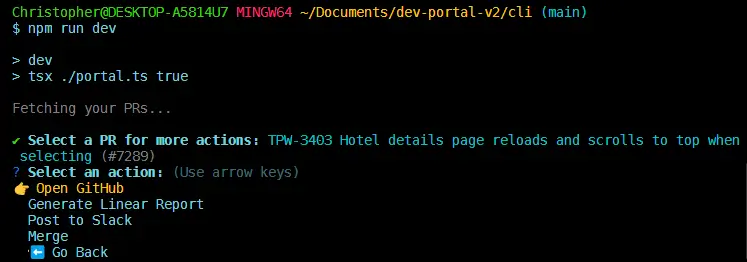 Christopher@DESKTOP-A5814U7 MINGW64 ~/Documents/dev-portal-v2/cli (main)
$ npm run dev
> dev
> tsx ./portal.ts true
Fetching your PRs...
✔ Select a PR for more actions: TPW-3403 Hotel details page reloads and scrolls to top when
selecting (#7289)
? Select an action: (Use arrow keys)
👉 Open GitHub
Generate Linear Report
Post to Slack
Merge
⬅️ Go Back